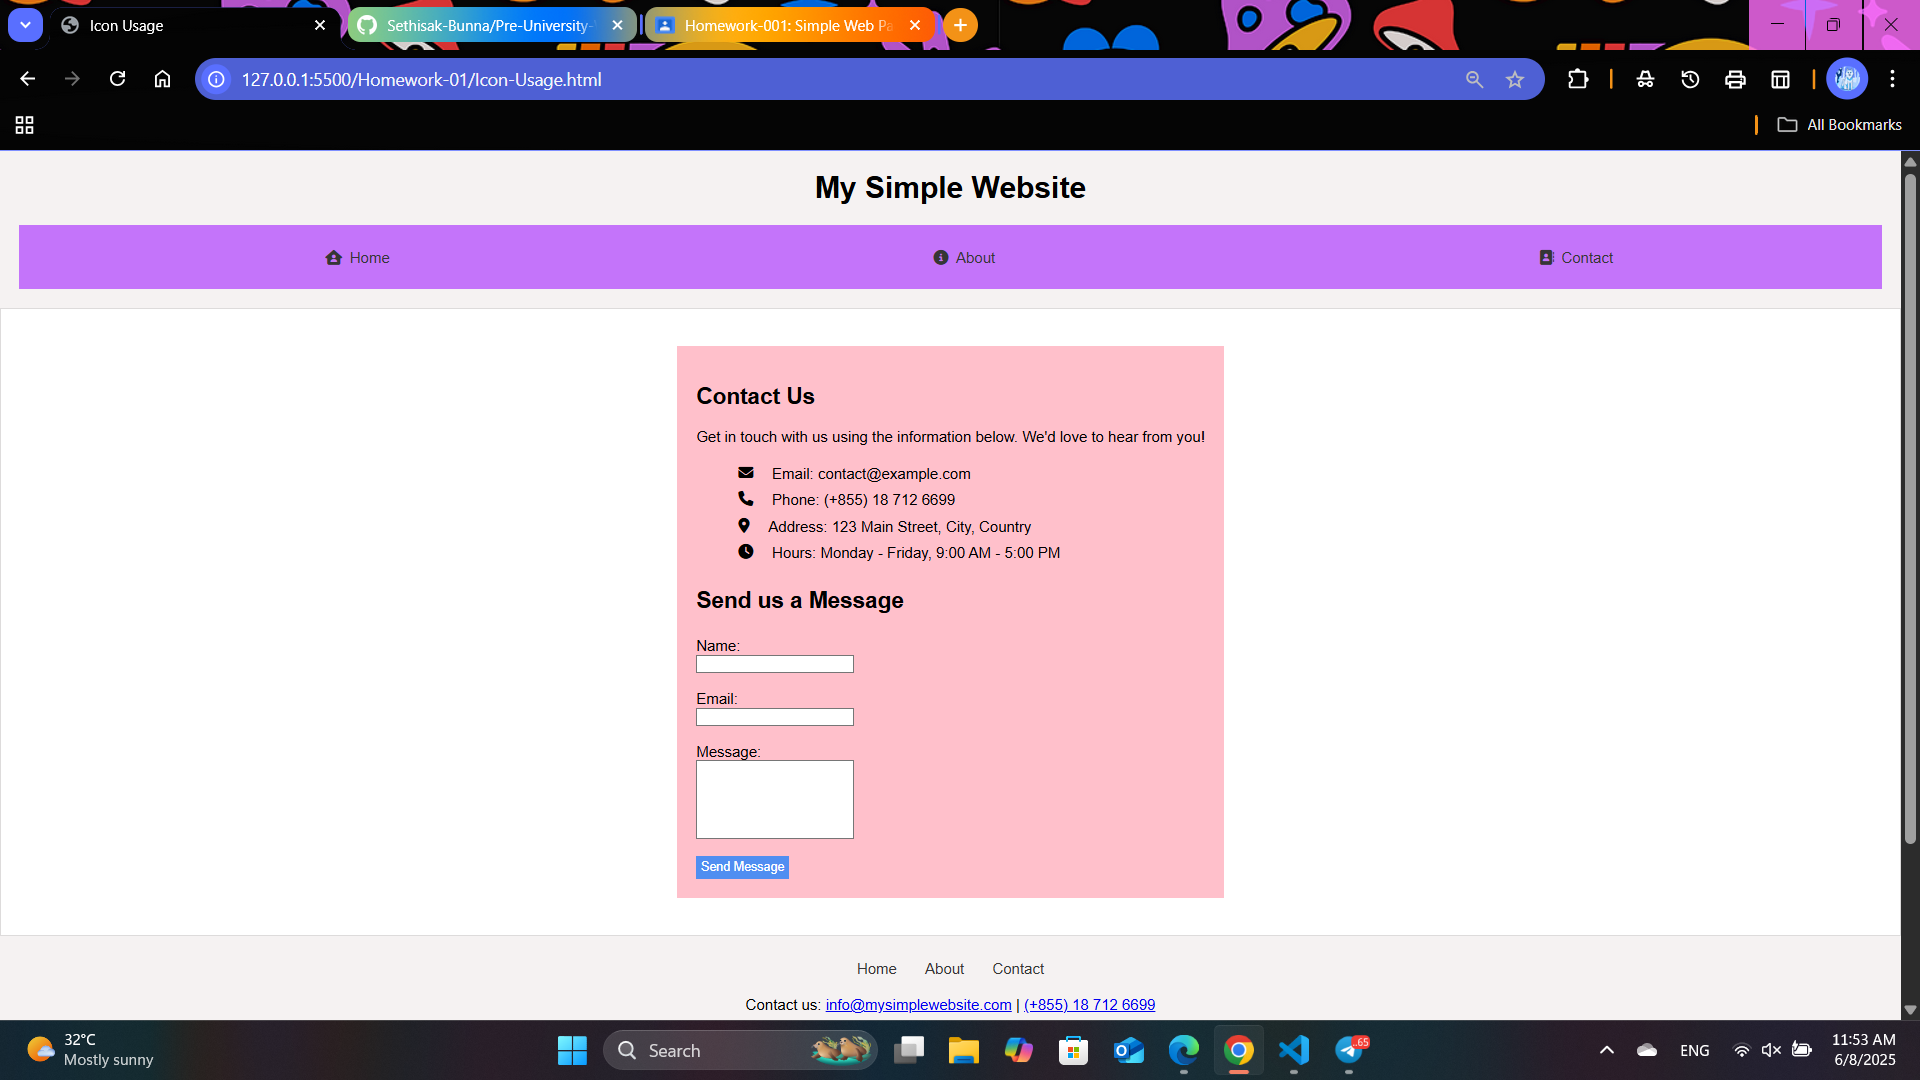 Icon Usage
Sethisak-Bunna/Pre-University-
Homework-001: Simple Web Pa
127.0.0.1:5500/Homework-01/Icon-Usage.html
All Bookmarks
My Simple Website
Home About Contact
Contact Us
Get in touch with us using the information below. We'd love to hear from you!
Email: contact@example.com
Phone: (+855) 18 712 6699
Address: 123 Main Street, City, Country
Hours: Monday - Friday, 9:00 AM - 5:00 PM
Send us a Message
Name:
Email:
Message:
Send Message
Home About Contact
Contact us: info@mysimplewebsite.com | (+855) 18 712 6699
32°C
Mostly sunny
Search
.65
ENG
11:53 AM
6/8/2025